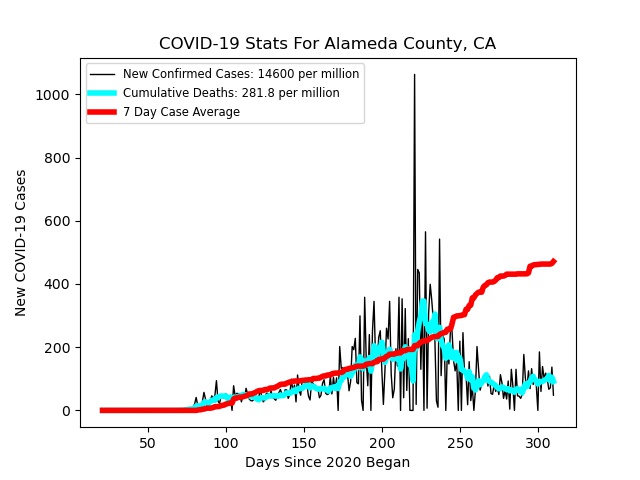 COVID-19 Stats For Alameda County, CA
New Confirmed Cases: 14600 per million
Cumulative Deaths: 281.8 per million
7 Day Case Average
1000
800
600
400
200
0
New COVID-19 Cases
50 100 150 200 250 300
Days Since 2020 Began